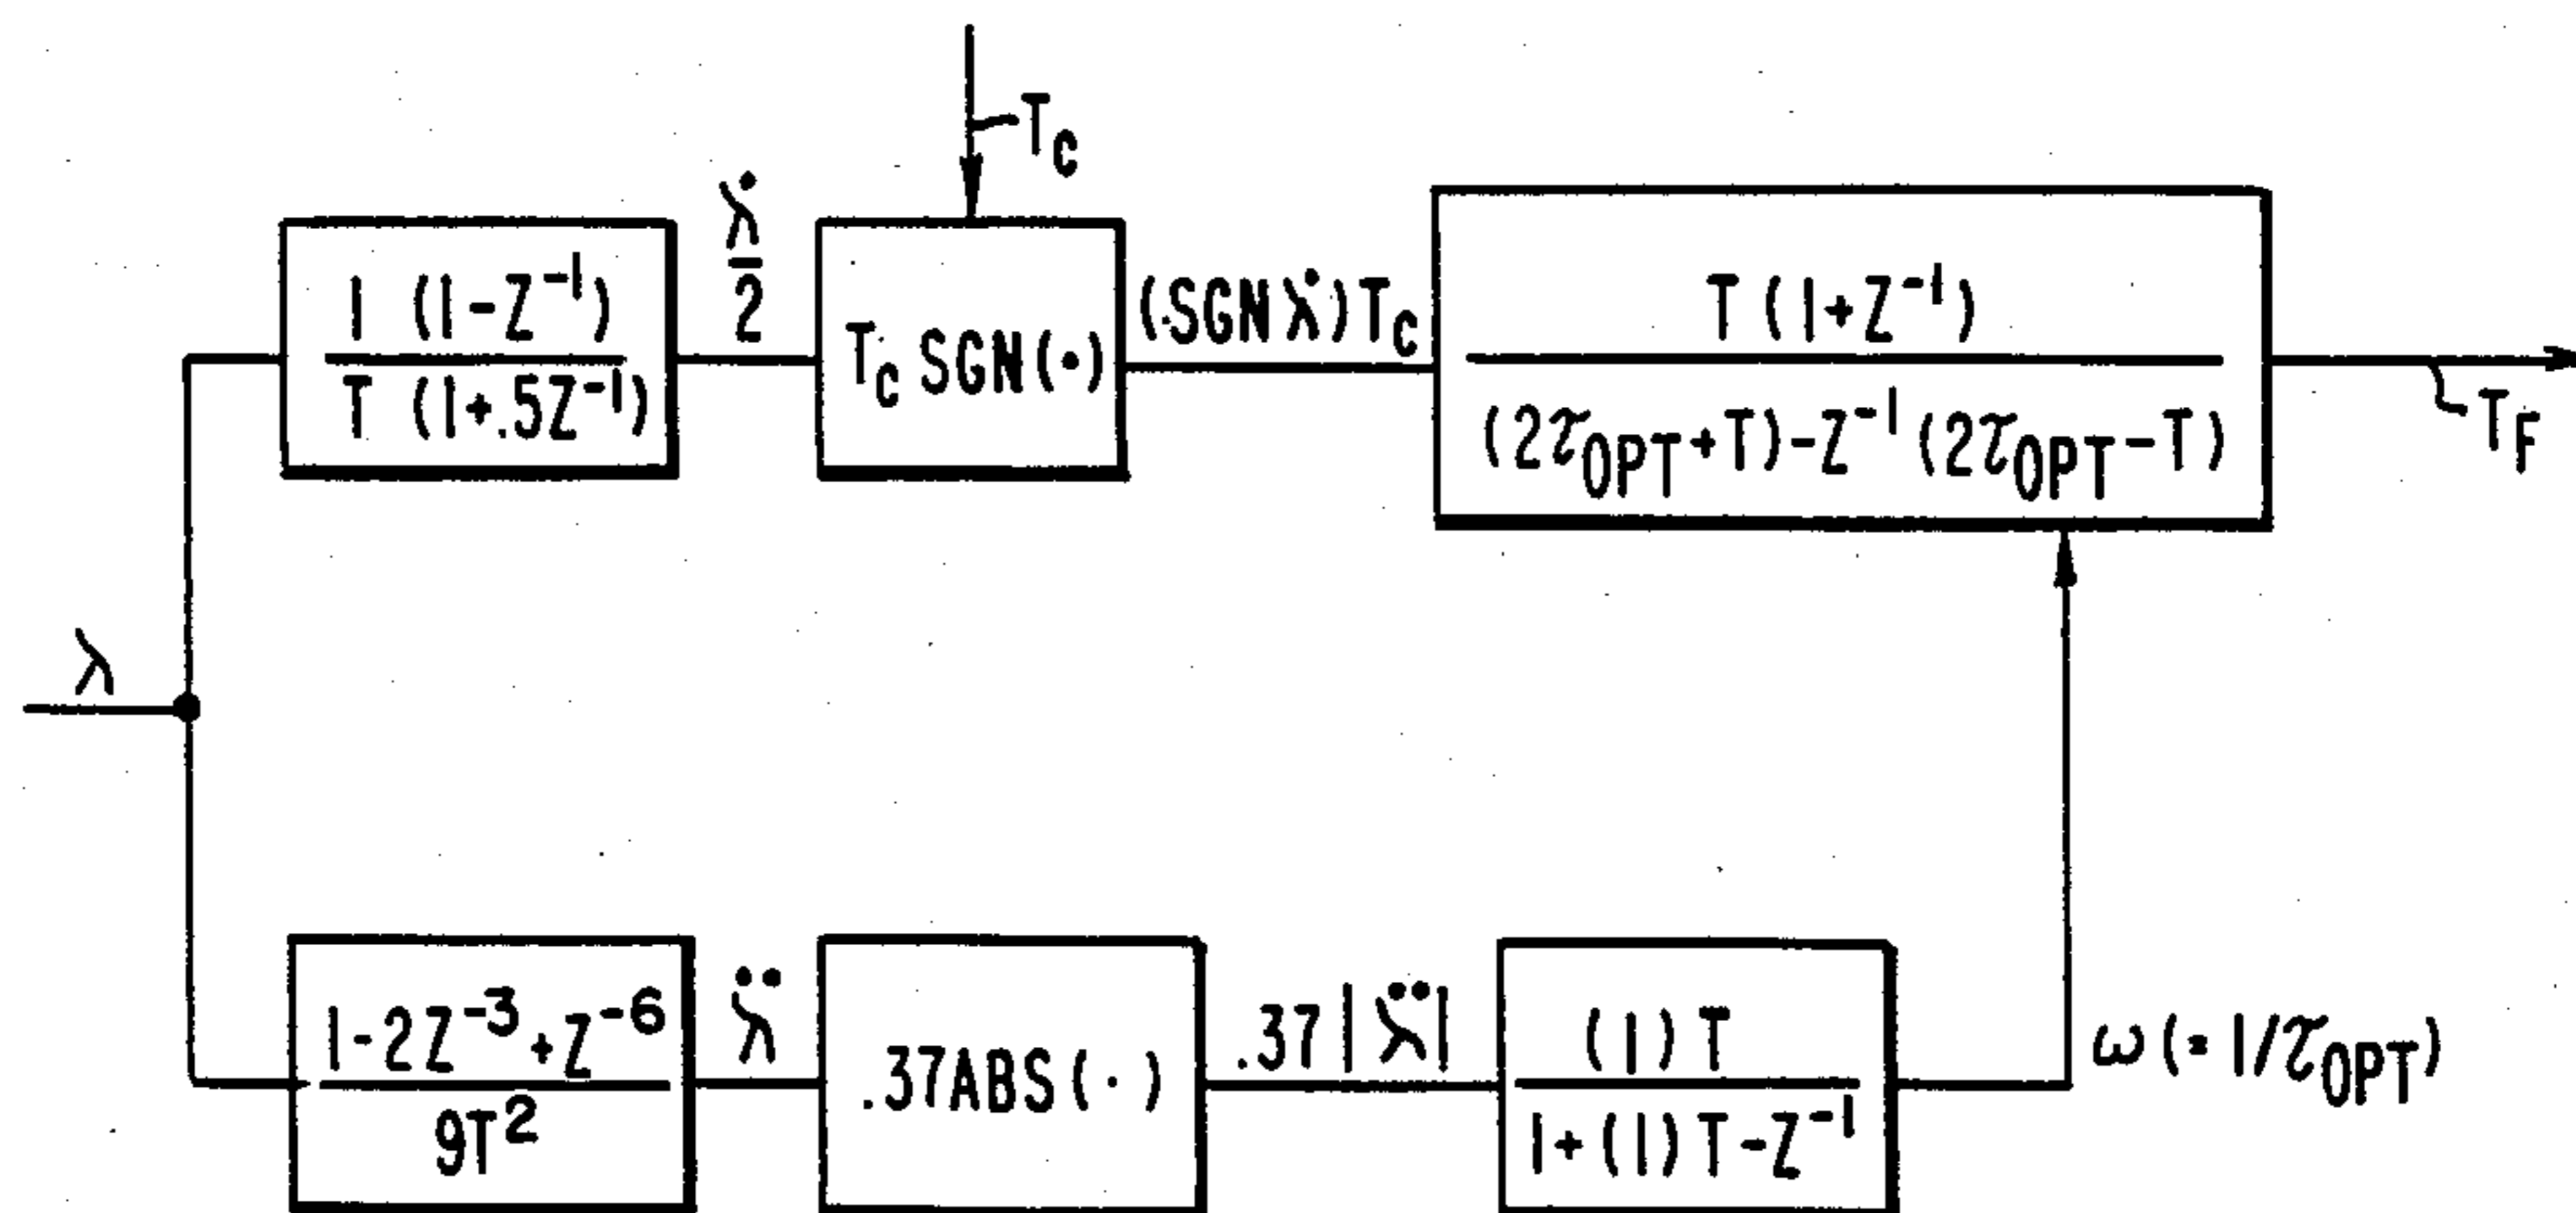 T_C
λ̇/2
1 (1-Z^-1)
T (1+.5Z^-1)
T_C SGN(·)
(SGN λ̇)T_C
T(1+Z^-1)
(2τ_OPT+T)-Z^-1(2τ_OPT-T)
T_F
λ
1-2Z^-3+Z^-6
9T^2
λ̈
.37ABS(·)
.37|λ̈|
(1)T
1+(1)T-Z^-1
ω(=1/τ_OPT)